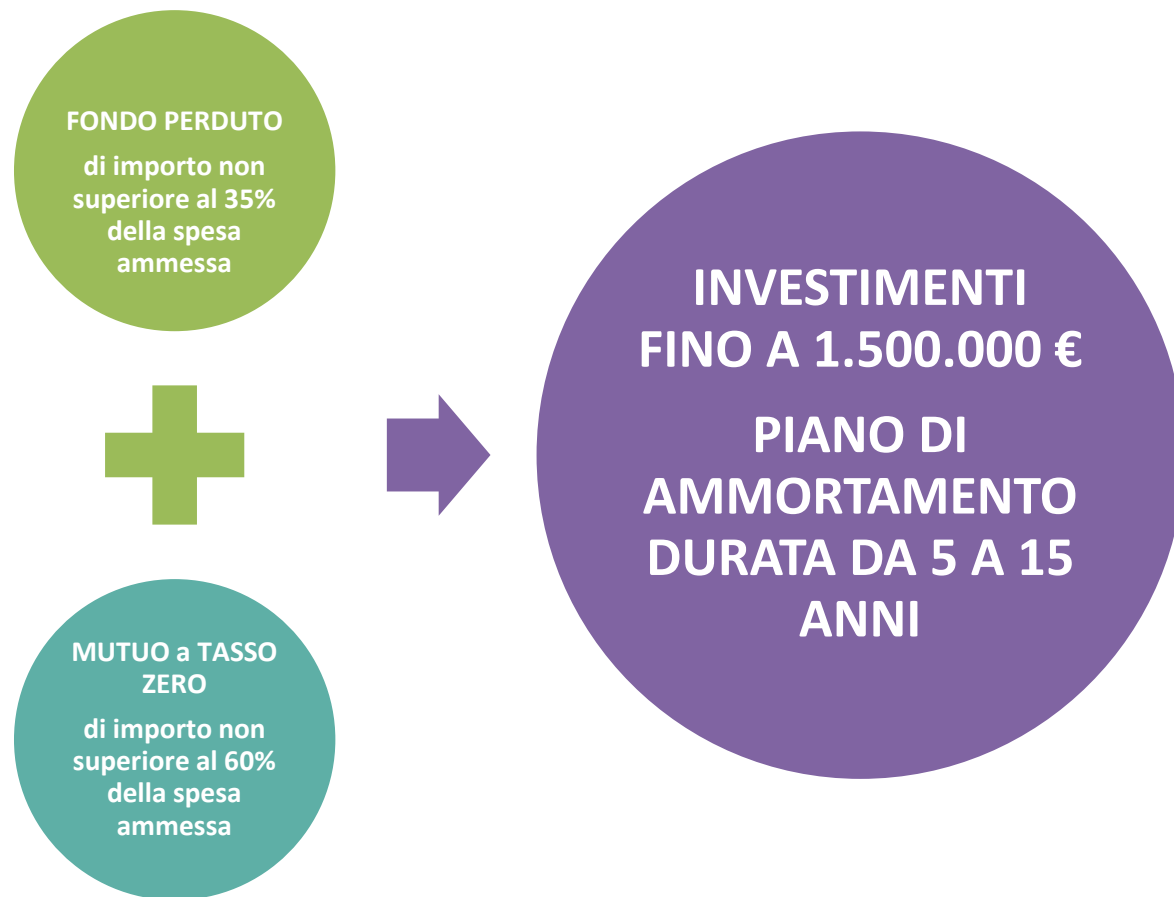 FONDO PERDUTO
di importo non
superiore al 35%
della spesa
ammessa
MUTUO a TASSO
ZERO
di importo non
superiore al 60%
della spesa
ammessa
INVESTIMENTI
FINO A 1.500.000 €
PIANO DI
AMMORTAMENTO
DURATA DA 5 A 15
ANNI